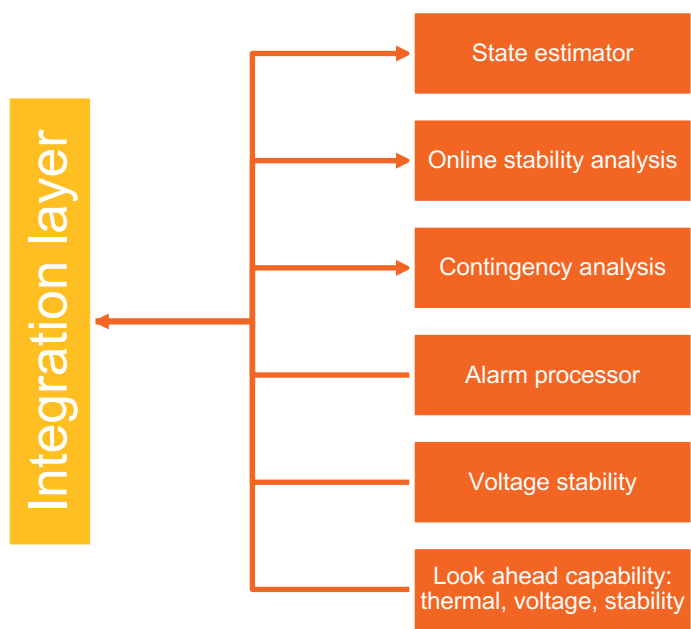 Integration layer
State estimator
Online stability analysis
Contingency analysis
Alarm processor
Voltage stability
Look ahead capability:
thermal, voltage, stability